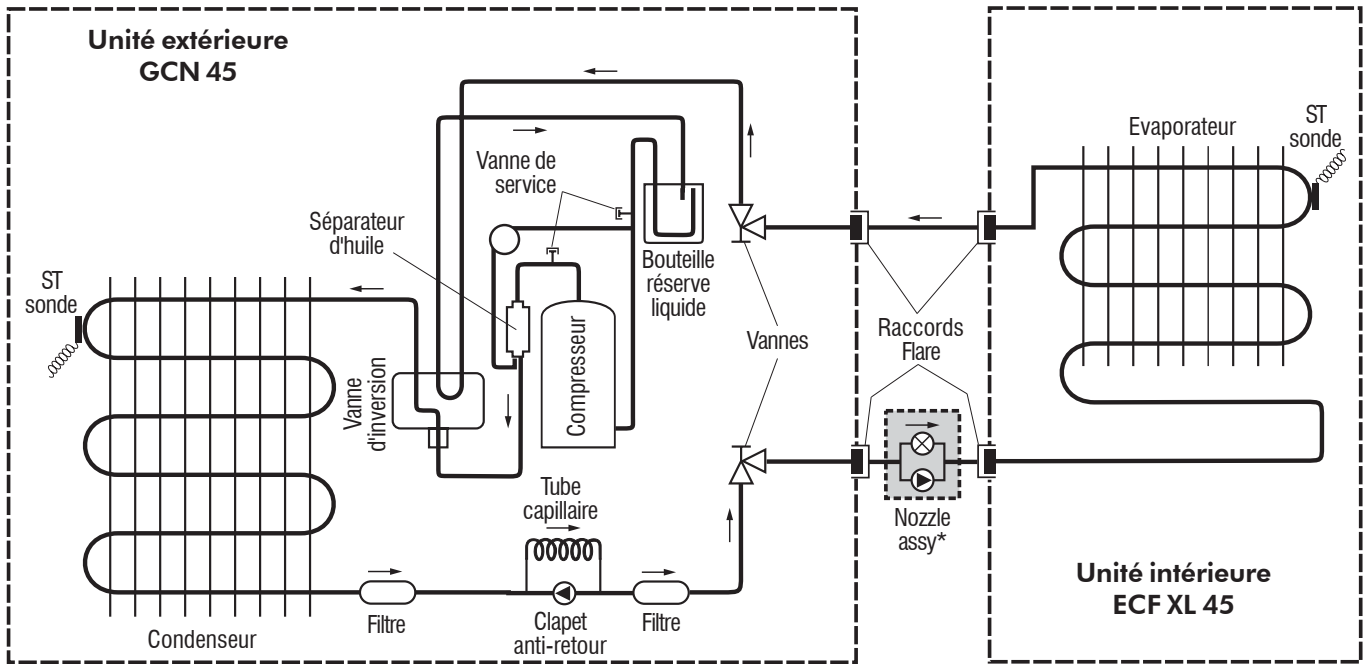 Unité extérieure
GCN 45
ST
sonde
Evaporateur
Vanne de
service
Séparateur
d'huile
Bouteille
réserve
liquide
ST
sonde
Raccords
Flare
Vannes
Compresseur
Vanne
d'inversion
Tube
capillaire
Nozzle
assy*
Unité intérieure
ECF XL 45
Filtre
Clapet
anti-retour
Filtre
Condenseur